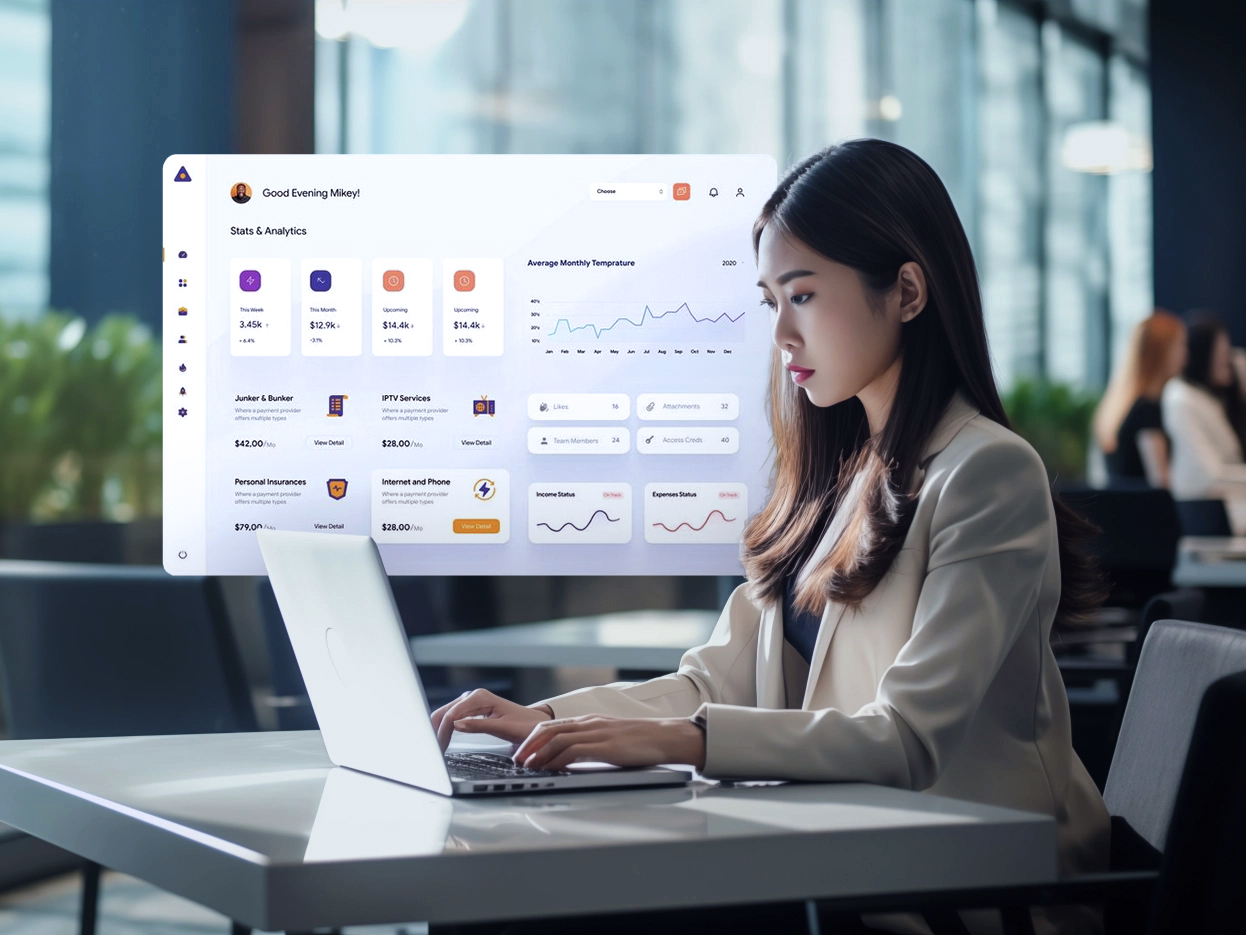 Good Evening Mikey!
Choose
Stats & Analytics
This Week
3.45k
+ 6.4%
This Month
$12.9k
-3.1%
Upcoming
$14.4k
+ 10.3%
Upcoming
$14.4k
+ 10.3%
Average Monthly Temprature
2020
40%
30%
20%
10%
Jan Feb Mar Apr May Jun Jul Aug Sep Oct Nov Dec
Junker & Bunker
Where a payment provider
offers multiple types
$42,00/Mo
View Detail
IPTV Services
Where a payment provider
offers multiple types
$28,00/Mo
View Detail
Likes 16
Attachments 32
Team Members 24
Access Creds 40
Personal Insurances
Where a payment provider
offers multiple types
$79,00/Mo
View Detail
Internet and Phone
Where a payment provider
offers multiple types
$28,00/Mo
View Detail
Income Status
On Track
Expenses Status
On Track